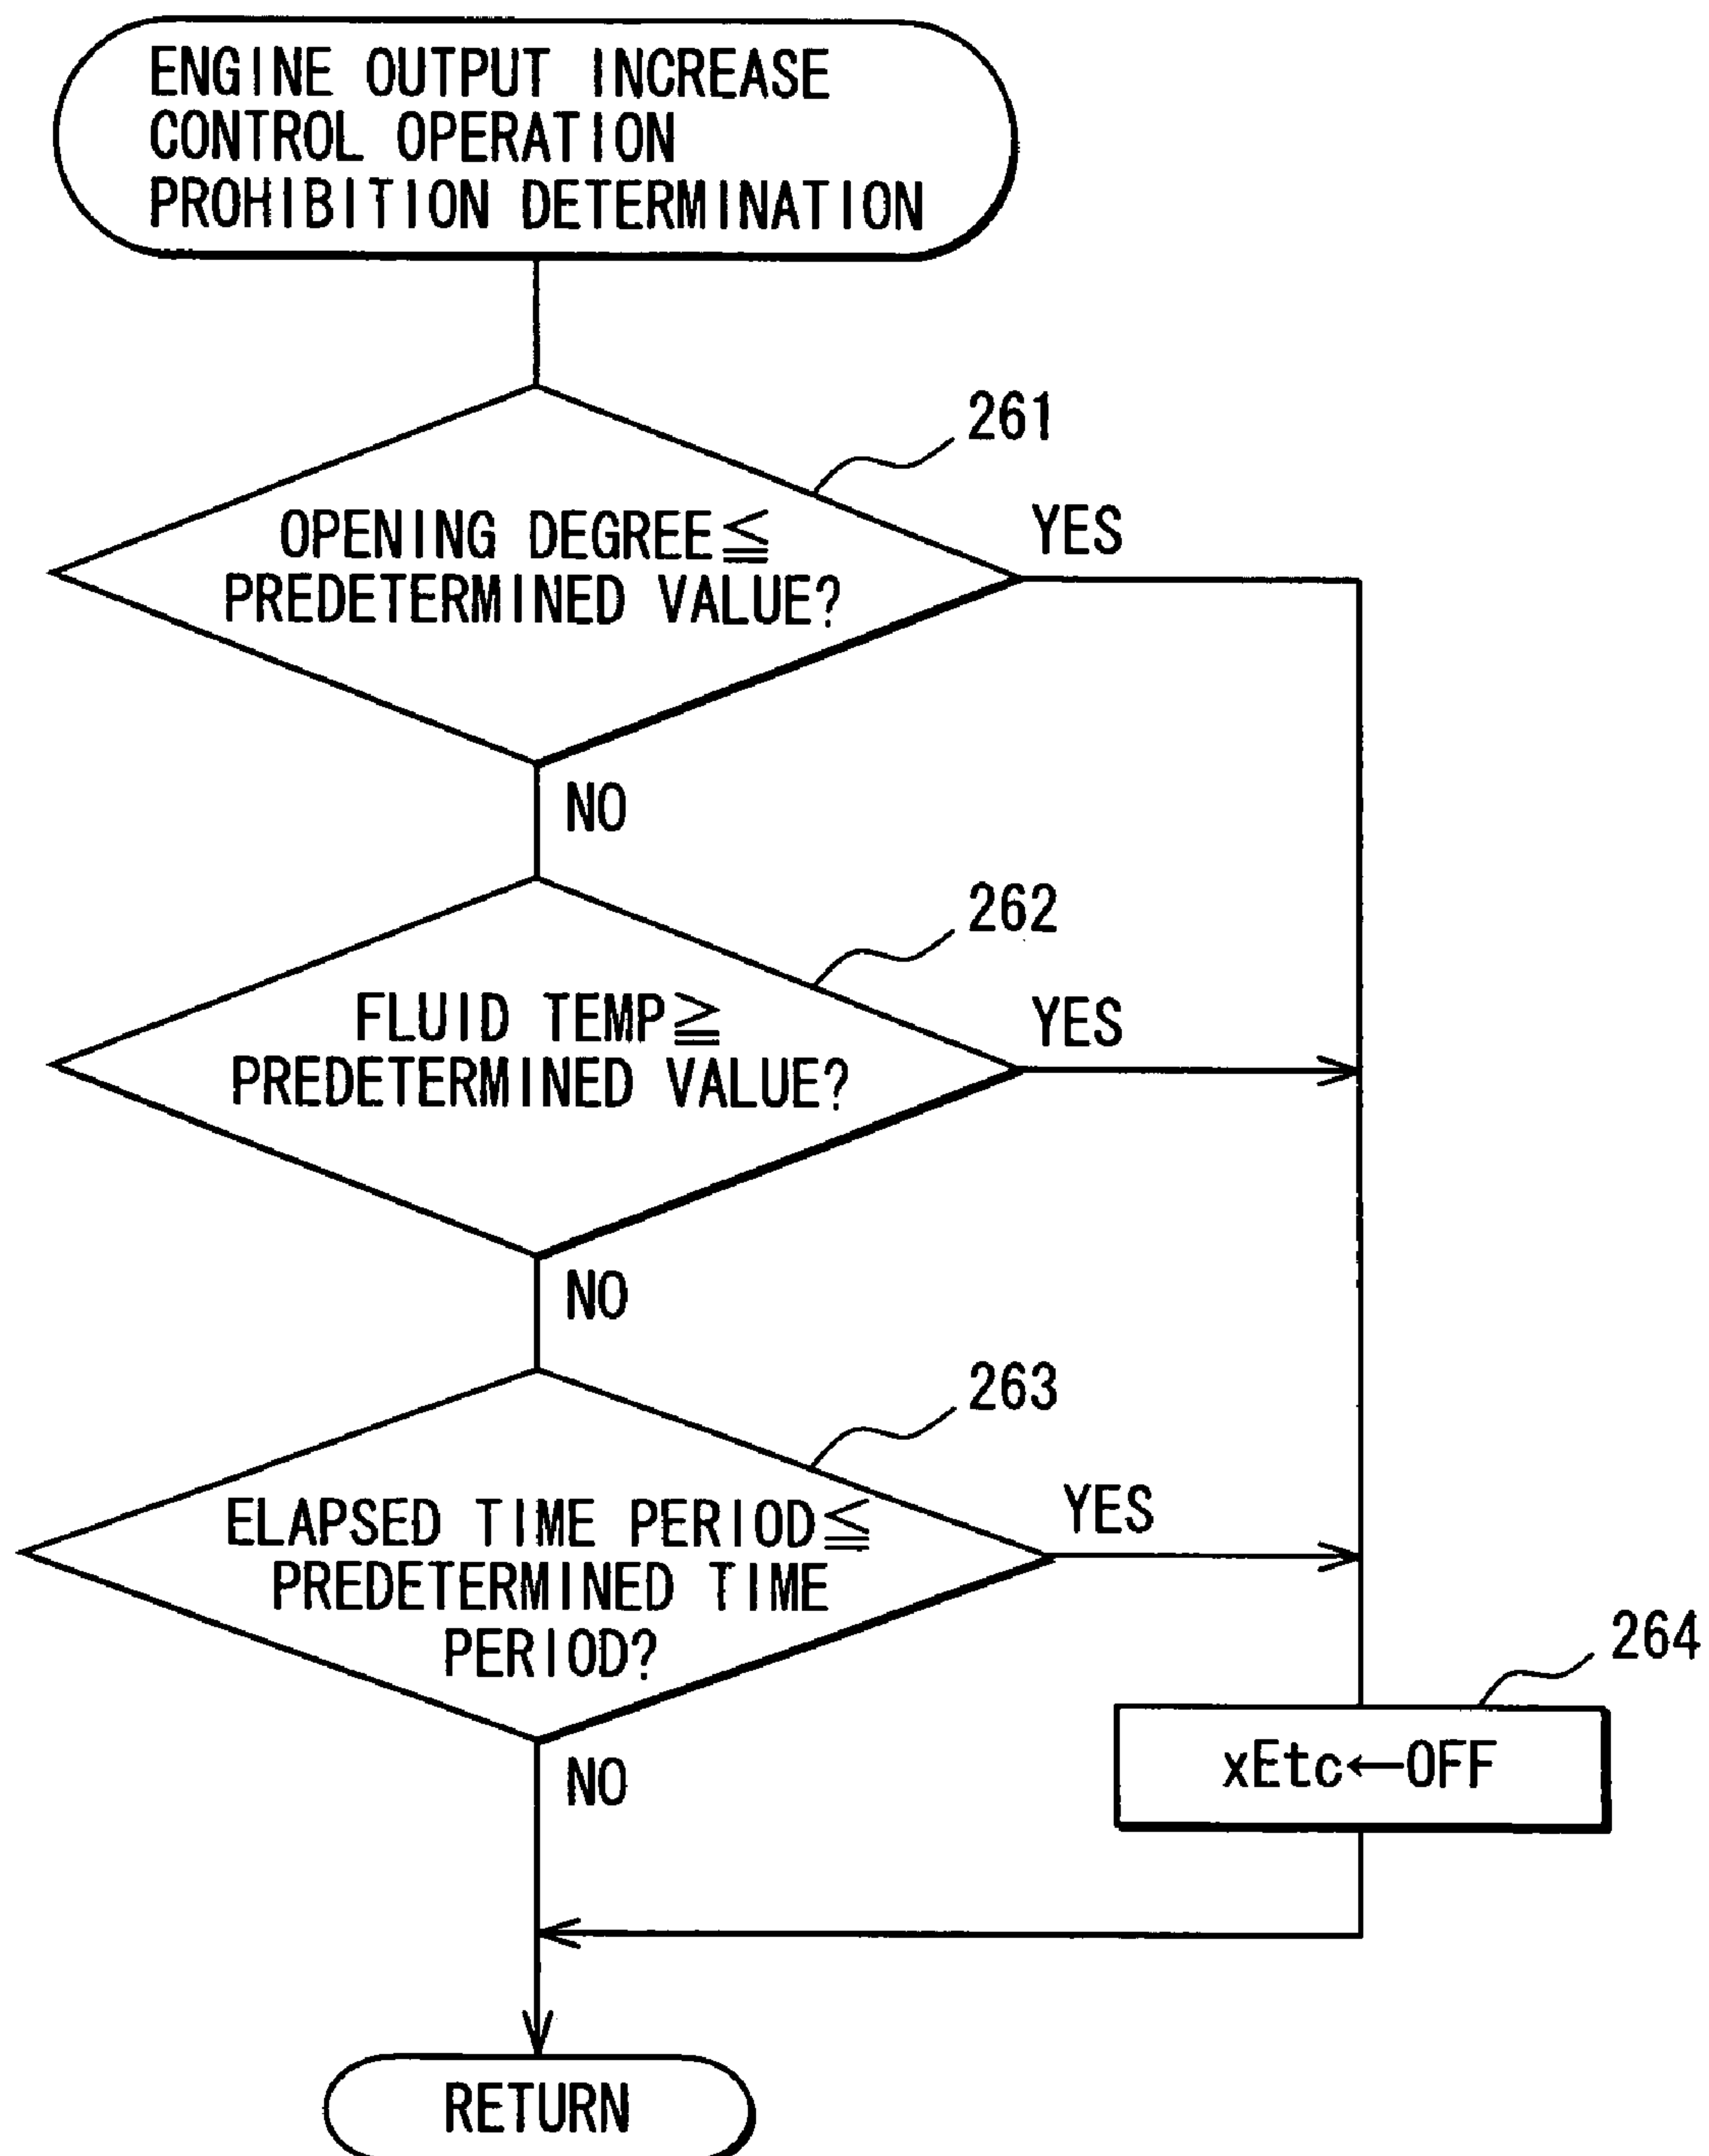 ENGINE OUTPUT INCREASE
CONTROL OPERATION
PROHIBITION DETERMINATION
261
OPENING DEGREE≦
PREDETERMINED VALUE?
YES
NO
262
FLUID TEMP≧
PREDETERMINED VALUE?
YES
NO
263
ELAPSED TIME PERIOD≦
PREDETERMINED TIME
PERIOD?
YES
NO
264
xEtc←OFF
RETURN